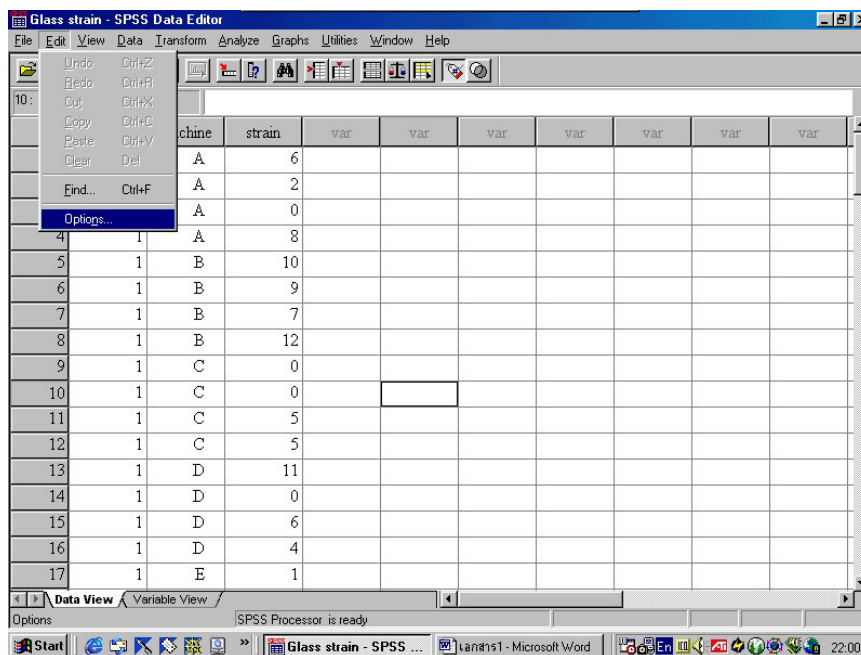 Glass strain - SPSS Data Editor
File Edit View Data Transform Analyze Graphs Utilities Window Help
Undo Ctrl+Z
Redo Ctrl+R
Cut Ctrl+X
Copy Ctrl+C
Paste Ctrl+V
Clear Del
Find... Ctrl+F
Options...
10 :
chine strain var var var var var var var
A 6
A 2
A 0
4 1 A 8
5 1 B 10
6 1 B 9
7 1 B 7
8 1 B 12
9 1 C 0
10 1 C 0
11 1 C 5
12 1 C 5
13 1 D 11
14 1 D 0
15 1 D 6
16 1 D 4
17 1 E 1
Data View Variable View
Options SPSS Processor is ready
Start » Glass strain - SPSS ... เอกสาร1 - Microsoft Word En 22:00